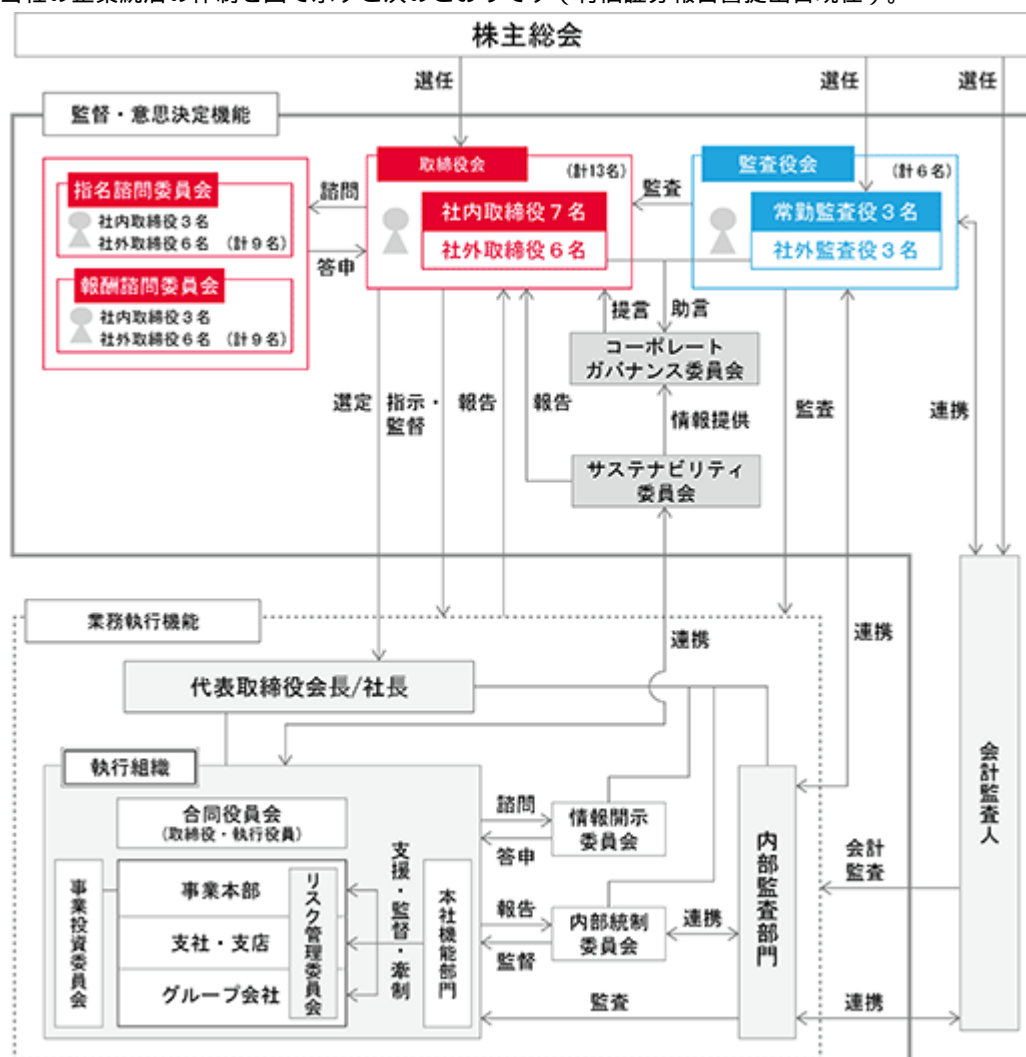 当社の企業統治の体制を図で示すと次のとおりです(有価証券報告書提出日現在)。
株主総会
選任
選任
選任
監督・意思決定機能
指名諮問委員会
社内取締役3名
社外取締役6名 (計9名)
報酬諮問委員会
社内取締役3名
社外取締役6名 (計9名)
諮問
答申
取締役会
(計13名)
社内取締役7名
社外取締役6名
監査
監査役会
(計6名)
常勤監査役3名
社外監査役3名
提言
助言
コーポレート
ガバナンス委員会
選定
指示・
監督
報告
報告
情報提供
監査
連携
サステナビリティ
委員会
業務執行機能
連携
連携
代表取締役会長/社長
執行組織
合同役員会
(取締役・執行役員)
事業投資委員会
事業本部
支社・支店
グループ会社
リスク管理委員会
支援・監督・牽制
本社機能部門
諮問
答申
情報開示
委員会
報告
監督
内部統制
委員会
連携
監査
内部監査部門
会計
監査
連携
会計監査人